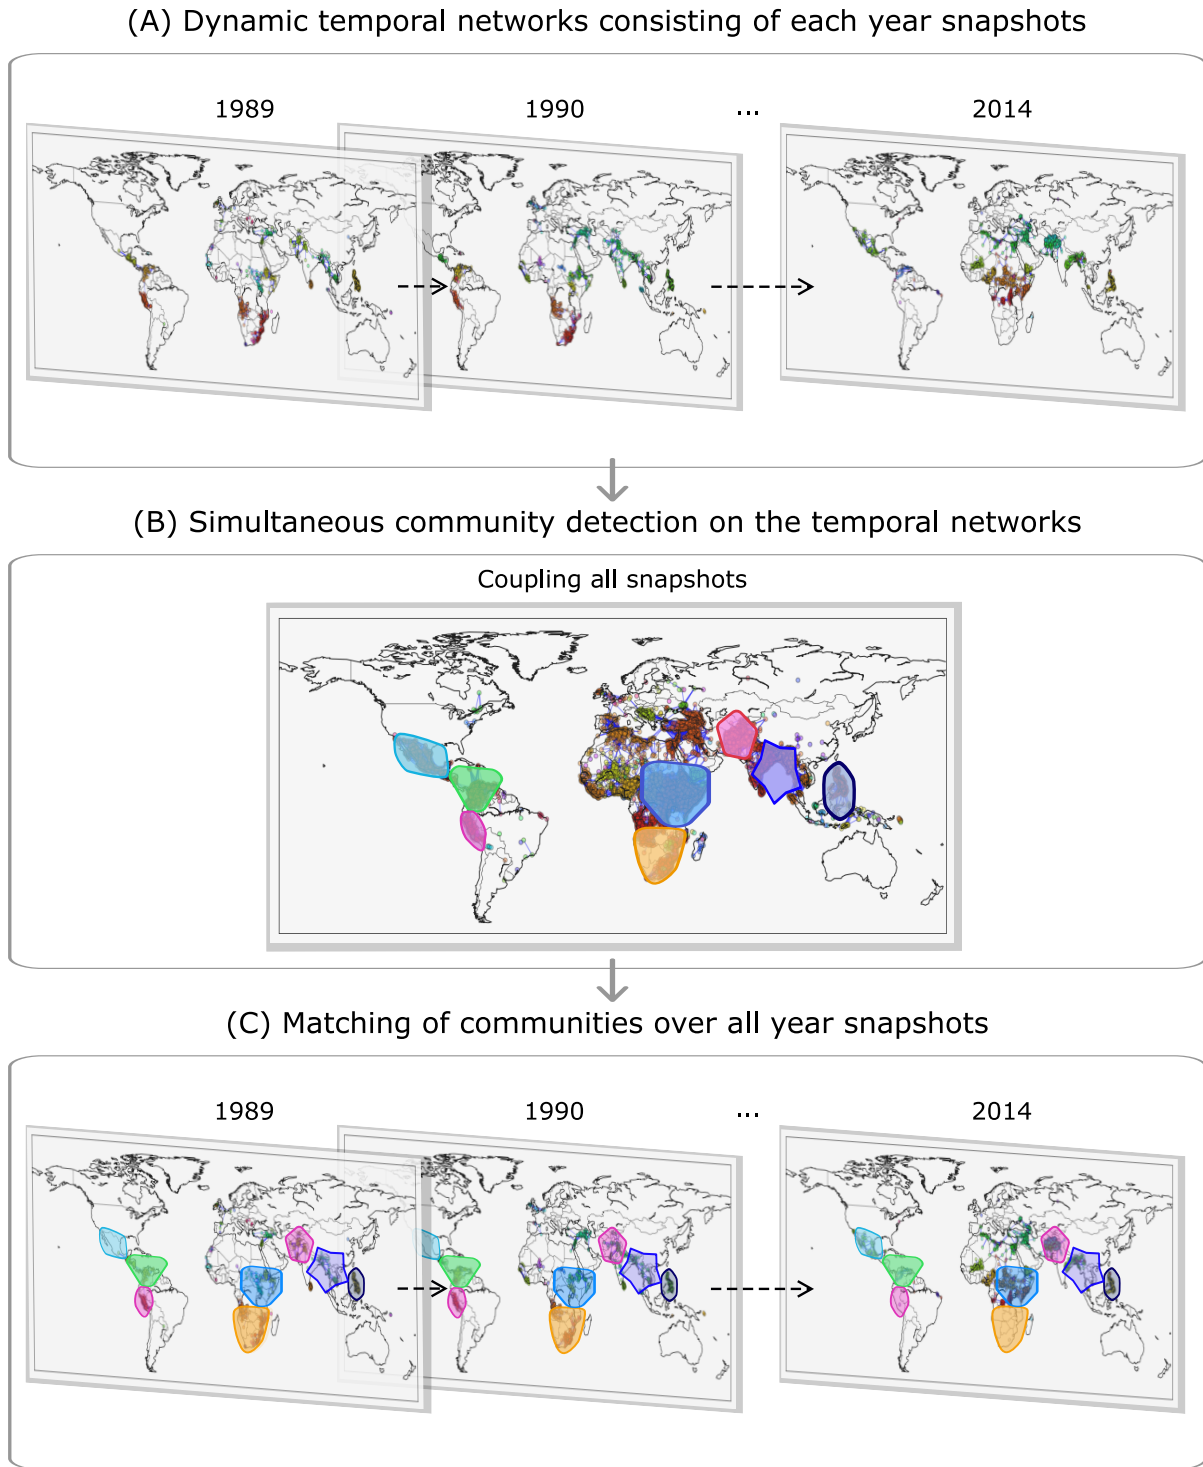 (A) Dynamic temporal networks consisting of each year snapshots
1989
1990
...
2014
(B) Simultaneous community detection on the temporal networks
Coupling all snapshots
(C) Matching of communities over all year snapshots
1989
1990
...
2014